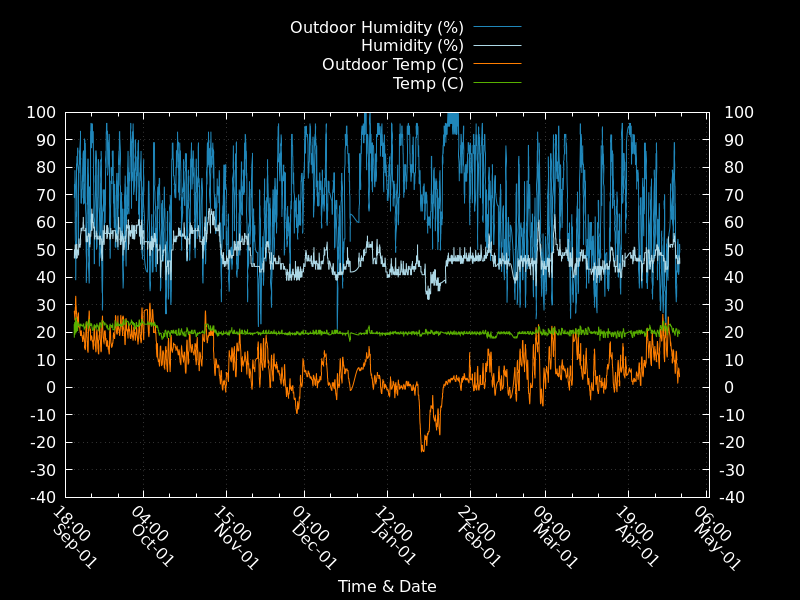 Outdoor Humidity (%)
Humidity (%)
Outdoor Temp (C)
Temp (C)
100 100
90 90
80 80
70 70
60 60
50 50
40 40
30 30
20 20
10 10
0 0
-10 -10
-20 -20
-30 -30
-40 -40
18:00 Sep-01
04:00 Oct-01
15:00 Nov-01
01:00 Dec-01
12:00 Jan-01
22:00 Feb-01
09:00 Mar-01
19:00 Apr-01
06:00 May-01
Time & Date